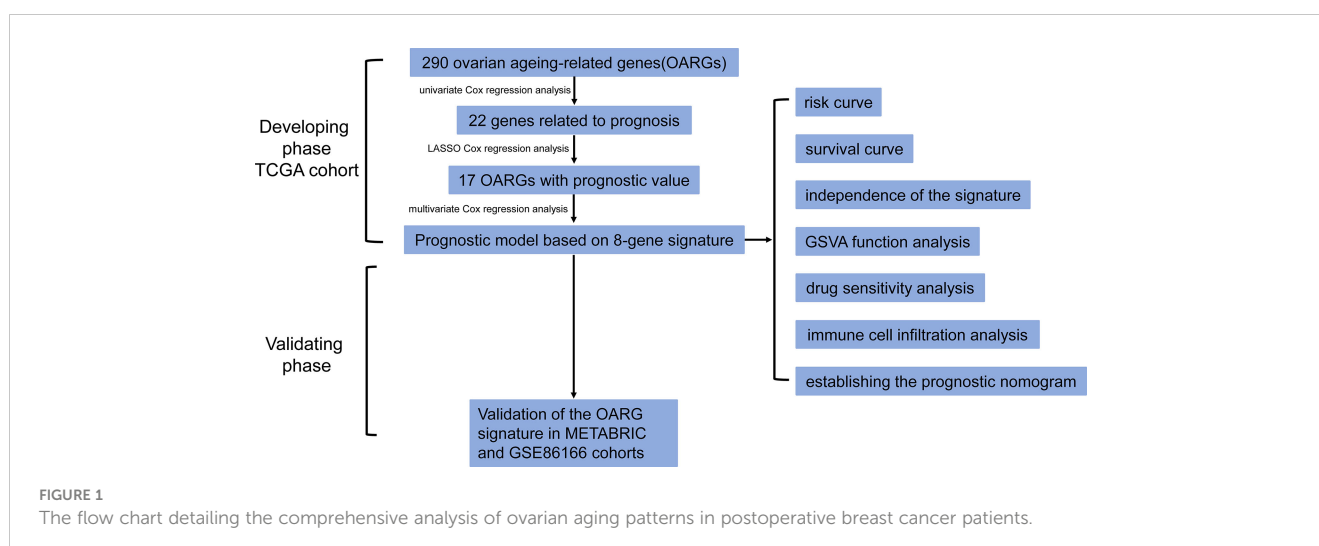 290 ovarian ageing-related genes(OARGs)
univariate Cox regression analysis
22 genes related to prognosis
LASSO Cox regression analysis
17 OARGs with prognostic value
multivariate Cox regression analysis
Prognostic model based on 8-gene signature
Developing
phase
TCGA cohort
Validating
phase
Validation of the OARG
signature in METABRIC
and GSE86166 cohorts
risk curve
survival curve
independence of the signature
GSVA function analysis
drug sensitivity analysis
immune cell infiltration analysis
establishing the prognostic nomogram
FIGURE 1
The flow chart detailing the comprehensive analysis of ovarian aging patterns in postoperative breast cancer patients.